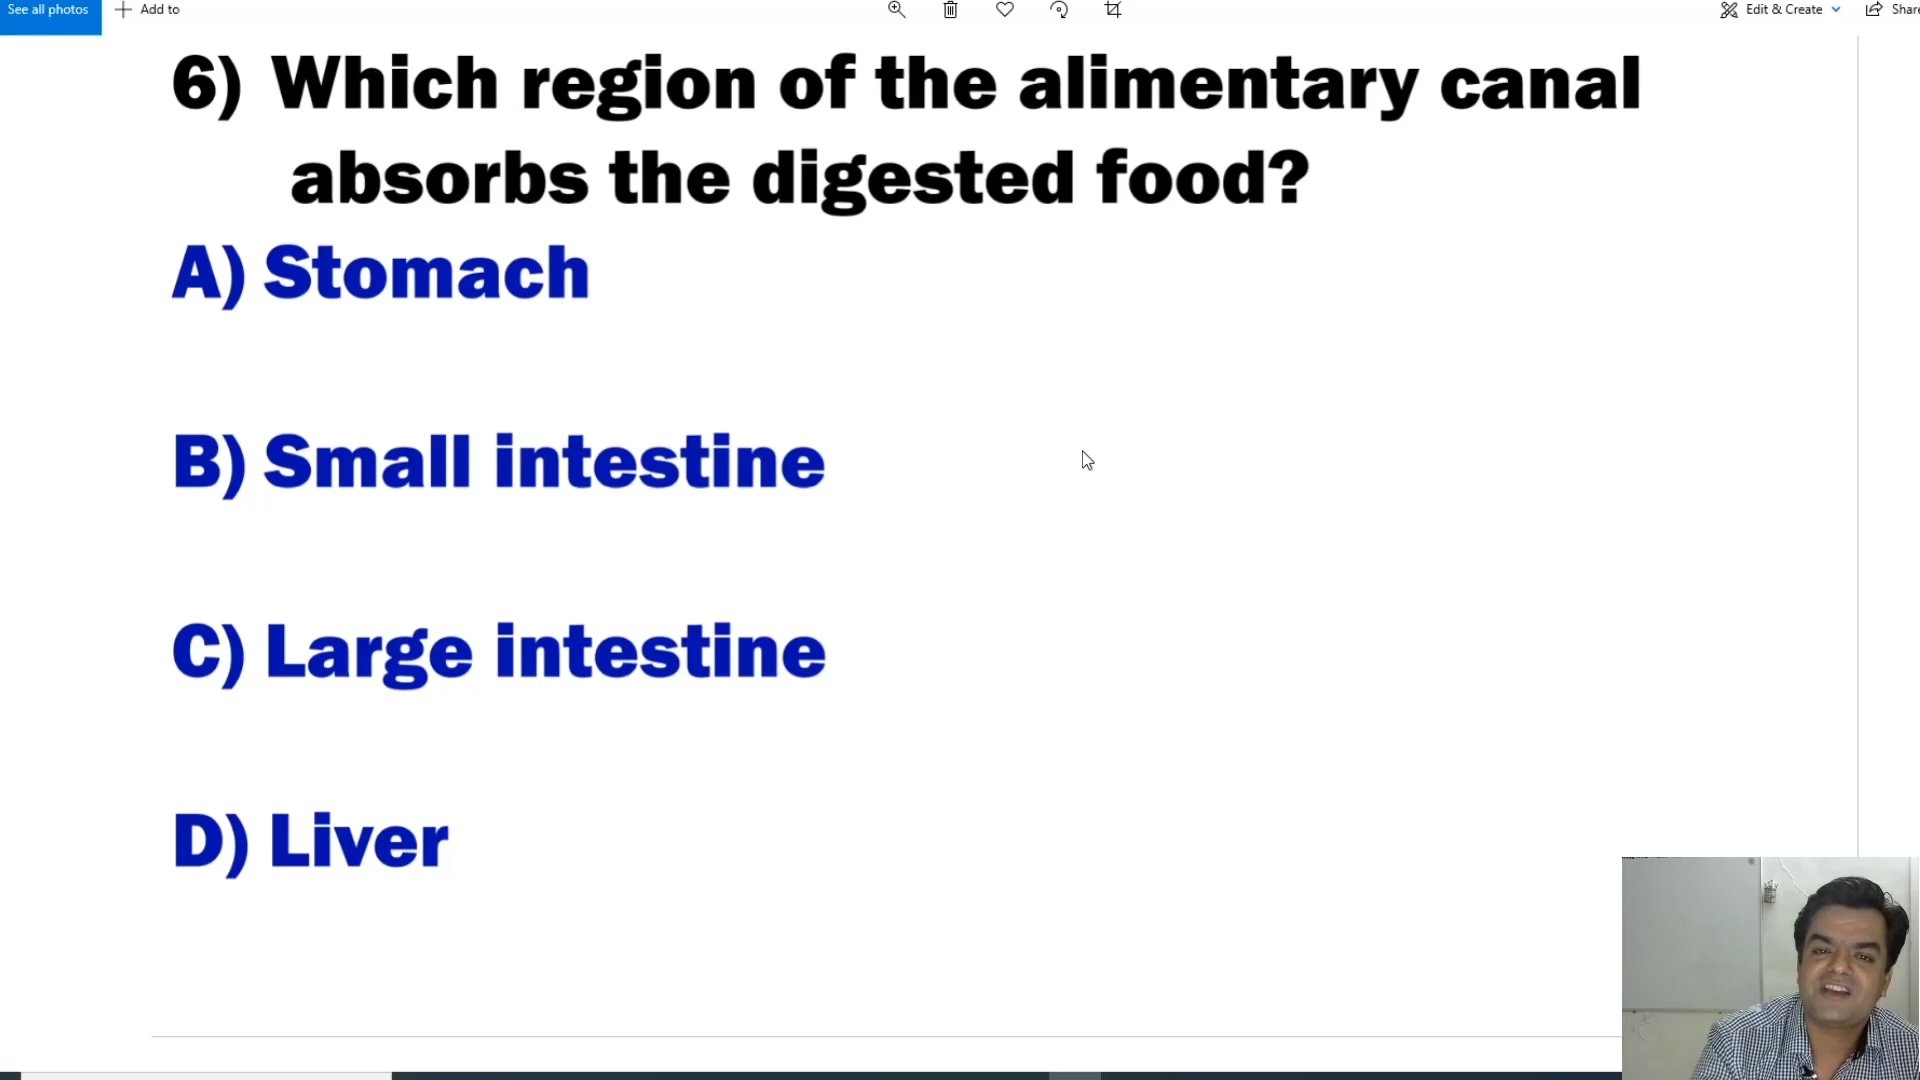 See all photos
Add to
Edit & Create
Share
6) Which region of the alimentary canal
absorbs the digested food?
A) Stomach
B) Small intestine
C) Large intestine
D) Liver